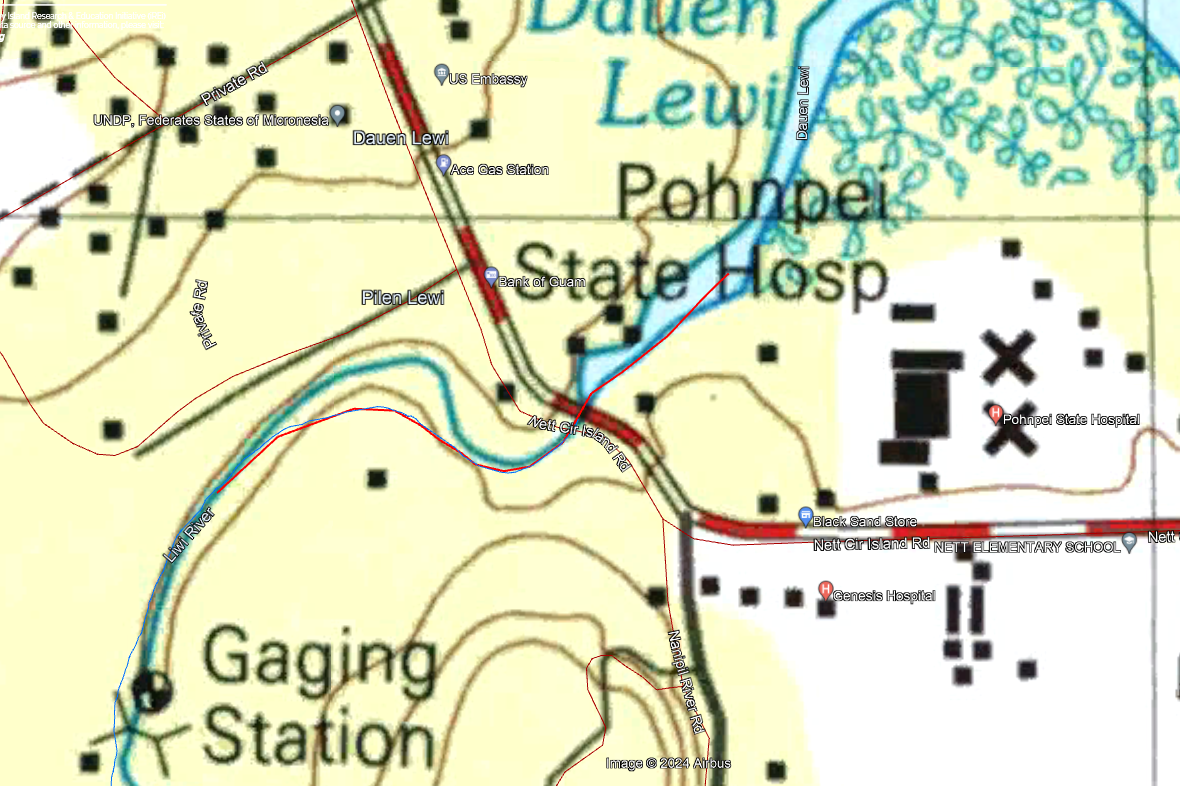 Dauen
Lewi
Dauen Lewi
Private Rd
US Embassy
UNDP, Federates States of Micronesia
Dauen Lewi
Ace Gas Station
Pohnpei
State Hosp
Bank of Guam
Pilen Lewi
Private Rd
Nett Cir Island Rd
Pohnpei State Hospital
Black Sand Store
Nett Cir Island Rd
NETT ELEMENTARY SCHOOL
Nett
Liwi River
Genesis Hospital
Gaging
Station
Nanipil River Rd
Image © 2024 Airbus